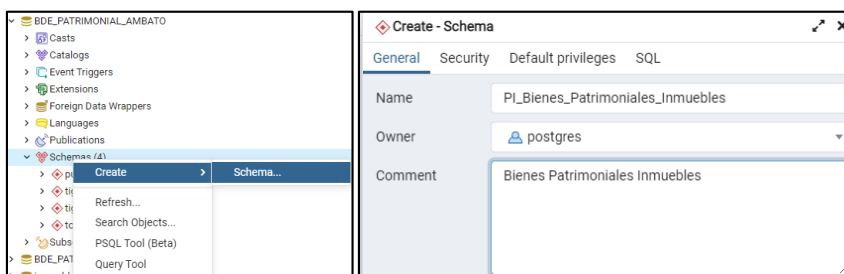 BDE_PATRIMONIAL_AMBATO
Casts
Catalogs
Event Triggers
Extensions
Foreign Data Wrappers
Languages
Publications
Schemas (4)
Create
Schema...
Refresh...
Search Objects...
PSQL Tool (Beta)
Query Tool
Create - Schema
General Security Default privileges SQL
Name PI_Bienes_Patrimoniales_Inmuebles
Owner postgres
Comment Bienes Patrimoniales Inmuebles